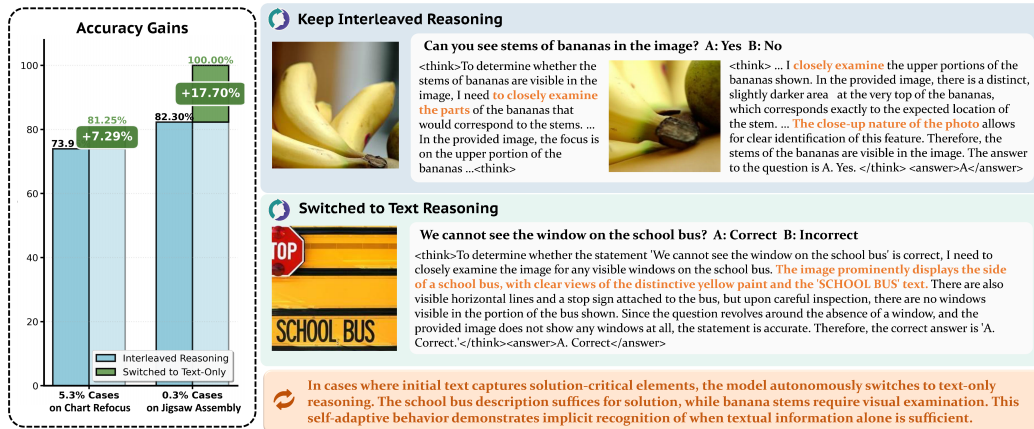 Accuracy Gains
100
80
60
40
20
0
73.9
81.25%
+7.29%
82.30%
100.00%
+17.70%
Interleaved Reasoning
Switched to Text-Only
5.3% Cases
on Chart Refocus
0.3% Cases
on Jigsaw Assembly
Keep Interleaved Reasoning
Can you see stems of bananas in the image? A: Yes B: No
<think>To determine whether the
stems of bananas are visible in the
image, I need to closely examine
the parts of the bananas that
would correspond to the stems. ...
In the provided image, the focus is
on the upper portion of the
bananas ...<think>
<think> ... I closely examine the upper portions of the
bananas shown. In the provided image, there is a distinct,
slightly darker area at the very top of the bananas,
which corresponds exactly to the expected location of
the stem. ... The close-up nature of the photo allows
for clear identification of this feature. Therefore, the
stems of the bananas are visible in the image. The answer
to the question is A. Yes. </think> <answer>A</answer>
Switched to Text Reasoning
TOP
SCHOOL BUS
We cannot see the window on the school bus? A: Correct B: Incorrect
<think>To determine whether the statement 'We cannot see the window on the school bus' is correct, I need to
closely examine the image for any visible windows on the school bus. The image prominently displays the side
of a school bus, with clear views of the distinctive yellow paint and the 'SCHOOL BUS' text. There are also
visible horizontal lines and a stop sign attached to the bus, but upon careful inspection, there are no windows
visible in the portion of the bus shown. Since the question revolves around the absence of a window, and the
provided image does not show any windows at all, the statement is accurate. Therefore, the correct answer is 'A.
Correct.'</think><answer>A. Correct</answer>
In cases where initial text captures solution-critical elements, the model autonomously switches to text-only
reasoning. The school bus description suffices for solution, while banana stems require visual examination. This
self-adaptive behavior demonstrates implicit recognition of when textual information alone is sufficient.